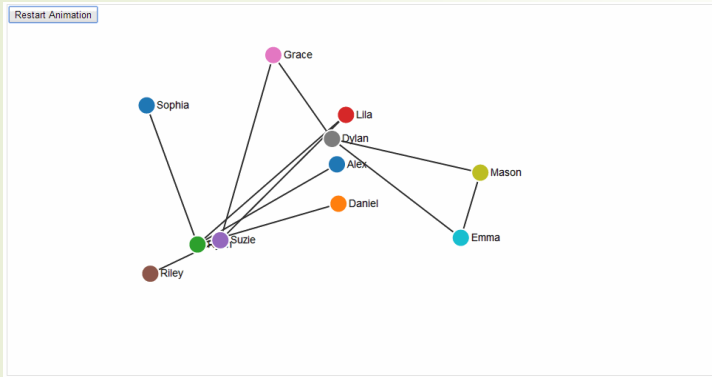 Restart Animation
Grace
Sophia
Lila
Dylan
Alex
Mason
Daniel
Emma
Suzie
Riley